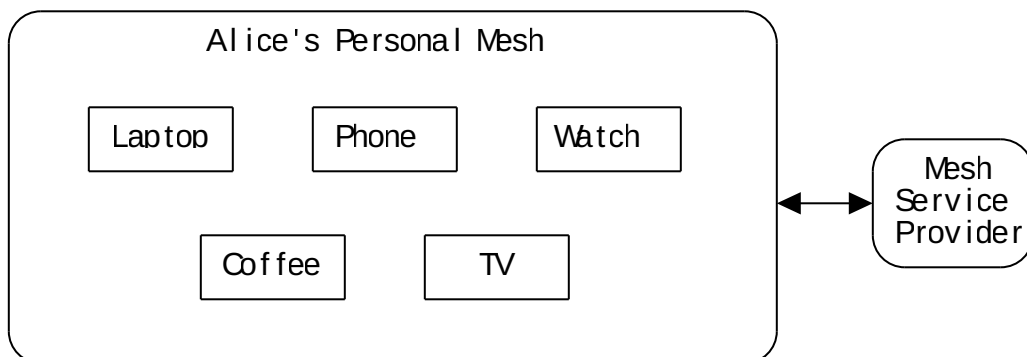 Alice's Personal Mesh
Laptop
Phone
Watch
Mesh
Service
Provider
Coffee
TV